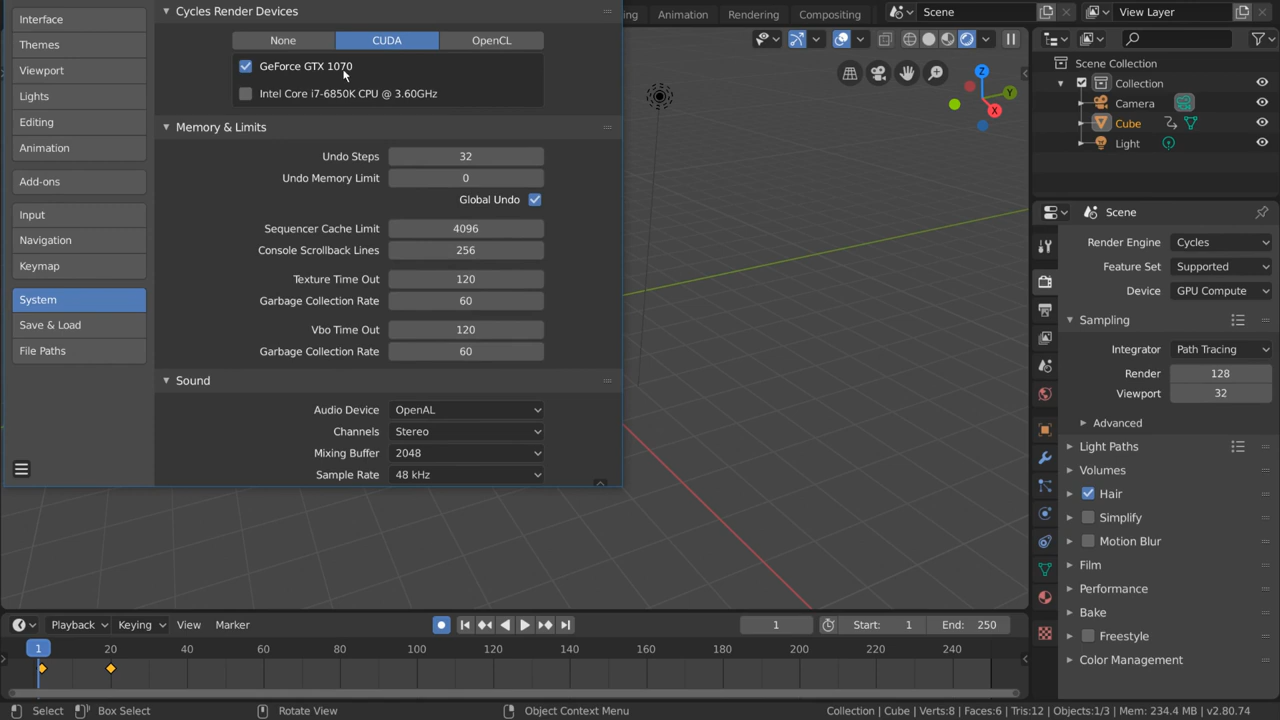 Interface
Themes
Viewport
Lights
Editing
Animation
Add-ons
Input
Navigation
Keymap
System
Save & Load
File Paths
Cycles Render Devices
None
CUDA
OpenCL
GeForce GTX 1070
Intel Core i7-6850K CPU @ 3.60GHz
Memory & Limits
Undo Steps 32
Undo Memory Limit 0
Global Undo
Sequencer Cache Limit 4096
Console Scrollback Lines 256
Texture Time Out 120
Garbage Collection Rate 60
Vbo Time Out 120
Garbage Collection Rate 60
Sound
Audio Device OpenAL
Channels Stereo
Mixing Buffer 2048
Sample Rate 48 kHz
ing Animation Rendering Compositing Scene View Layer
X
Y
Z
Scene Collection
Collection
Camera
Cube
Light
Scene
Render Engine Cycles
Feature Set Supported
Device GPU Compute
Sampling
Integrator Path Tracing
Render 128
Viewport 32
Advanced
Light Paths
Volumes
Hair
Simplify
Motion Blur
Film
Performance
Bake
Freestyle
Color Management
Playback Keying View Marker 1 Start: 1 End: 250
1 20 40 60 80 100 120 140 160 180 200 220 240
Select Box Select Rotate View Object Context Menu Collection | Cube | Verts:8 | Faces:6 | Tris:12 | Objects:1/3 | Mem: 234.4 MB | v2.80.74